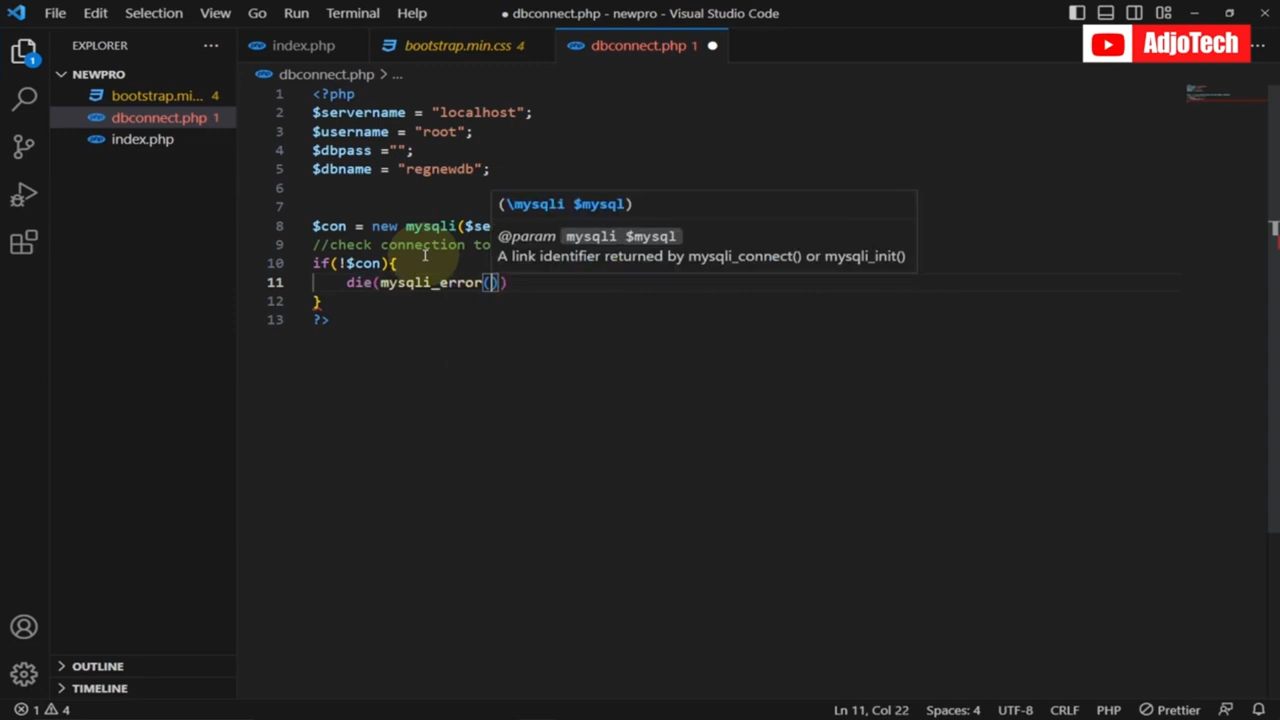 File Edit Selection View Go Run Terminal Help
● dbconnect.php - newpro - Visual Studio Code
EXPLORER
index.php
bootstrap.min.css 4
dbconnect.php 1
AdjoTech
NEWPRO
bootstrap.mi... 4
dbconnect.php 1
index.php
dbconnect.php > ...
1 <?php
2 $servername = "localhost";
3 $username = "root";
4 $dbpass ="";
5 $dbname = "regnewdb";
6
7
8 $con = new mysqli($se
9 //check connection to
10 if(!$con){
11 die(mysqli_error())
12 }
13 ?>
(\mysqli $mysql)
@param mysqli $mysql
A link identifier returned by mysqli_connect() or mysqli_init()
OUTLINE
TIMELINE
1 4
Ln 11, Col 22 Spaces: 4 UTF-8 CRLF PHP Prettier
1